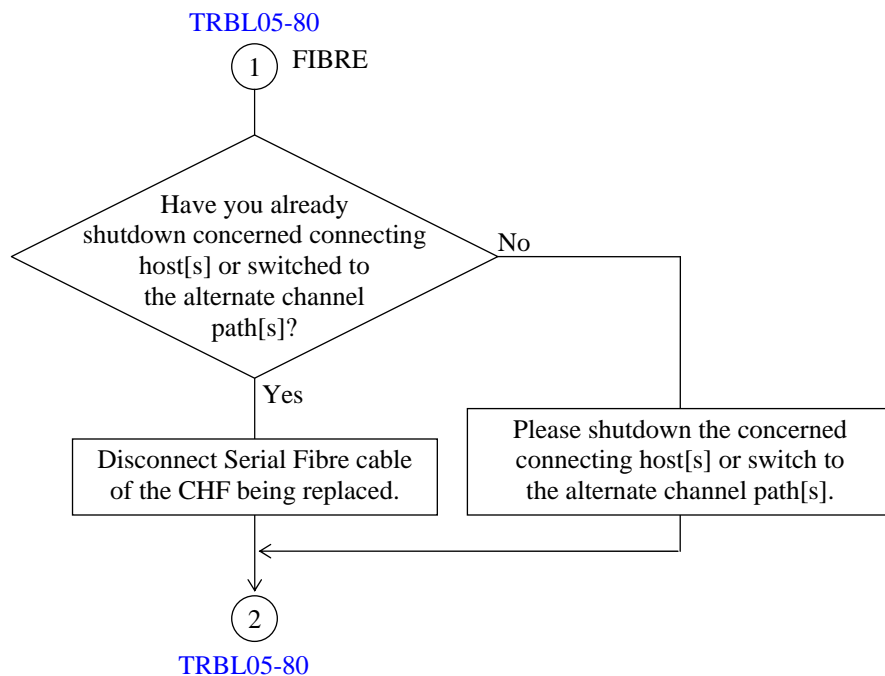 TRBL05-80
1 FIBRE
Have you already
shutdown concerned connecting
host[s] or switched to
the alternate channel
path[s]?
No
Yes
Disconnect Serial Fibre cable
of the CHF being replaced.
Please shutdown the concerned
connecting host[s] or switch to
the alternate channel path[s].
2
TRBL05-80